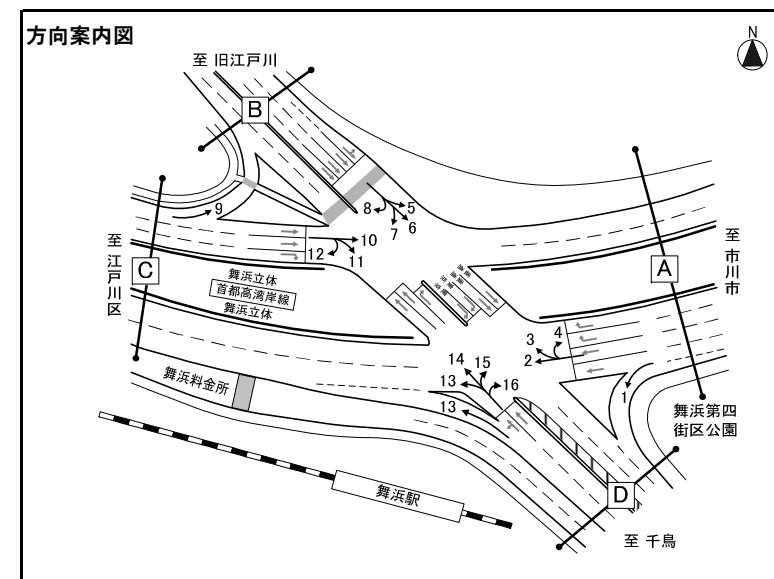 方向案内図
N
至 旧江戸川
B
5
8
6
7
9
10
12
11
至江戸川区
C
舞浜立体
首都高湾岸線
舞浜立体
A
至市川市
3
4
2
14
15
13
16
13
1
舞浜料金所
舞浜第四
街区公園
舞浜駅
D
至 千鳥